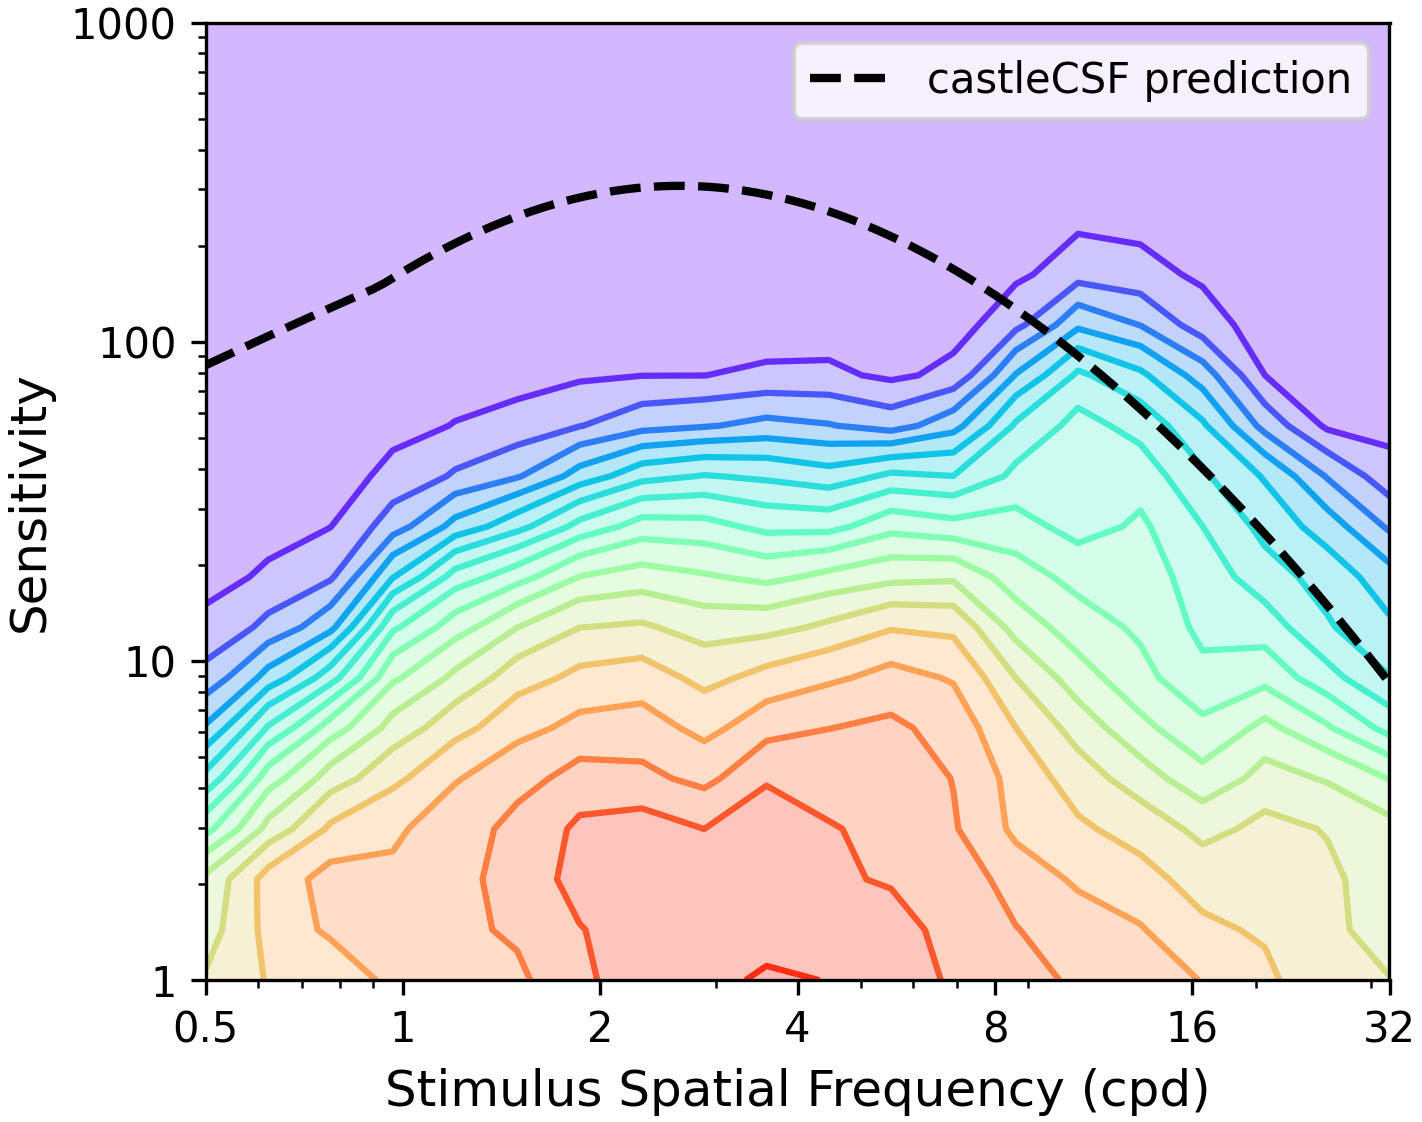 1000
100
10
1
Sensitivity
castleCSF prediction
0.5 1 2 4 8 16 32
Stimulus Spatial Frequency (cpd)